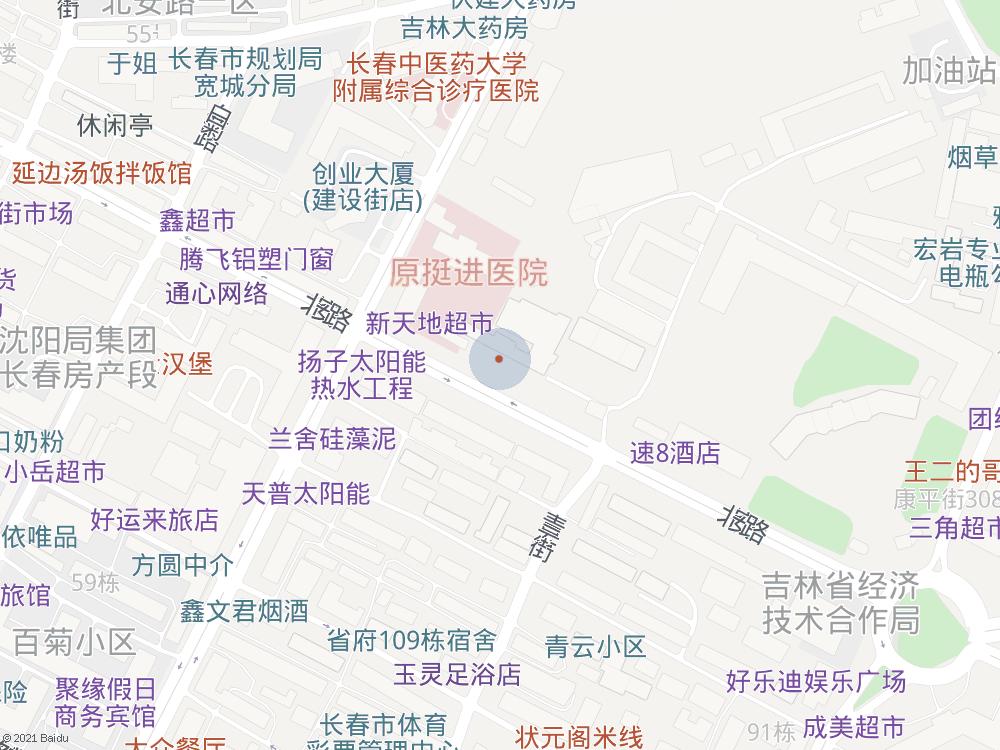 北安路一区
吉林大药房
55号
于姐
长春市规划局
宽城分局
长春中医药大学
附属综合诊疗医院
加油站
休闲亭
延边汤饭拌饭馆
创业大厦
(建设街店)
烟草
街市场
鑫超市
腾飞铝塑门窗
原挺进医院
宏岩专业
通心网络
北安路
新天地超市
沈阳局集团
长春房产段
汉堡
扬子太阳能
热水工程
兰舍硅藻泥
奶粉
小岳超市
速8酒店
王二的哥
康平街308
天普太阳能
好运来旅店
北安路
三角超市
依唯品
方圆中介
59栋
旅馆
鑫文君烟酒
吉林省经济
技术合作局
百菊小区
省府109栋宿舍
青云小区
玉灵足浴店
好乐迪娱乐广场
聚缘假日
商务宾馆
长春市体育
彩票管理中心
状元阁米线
91栋
成美超市
大众餐厅
© 2021 Baidu